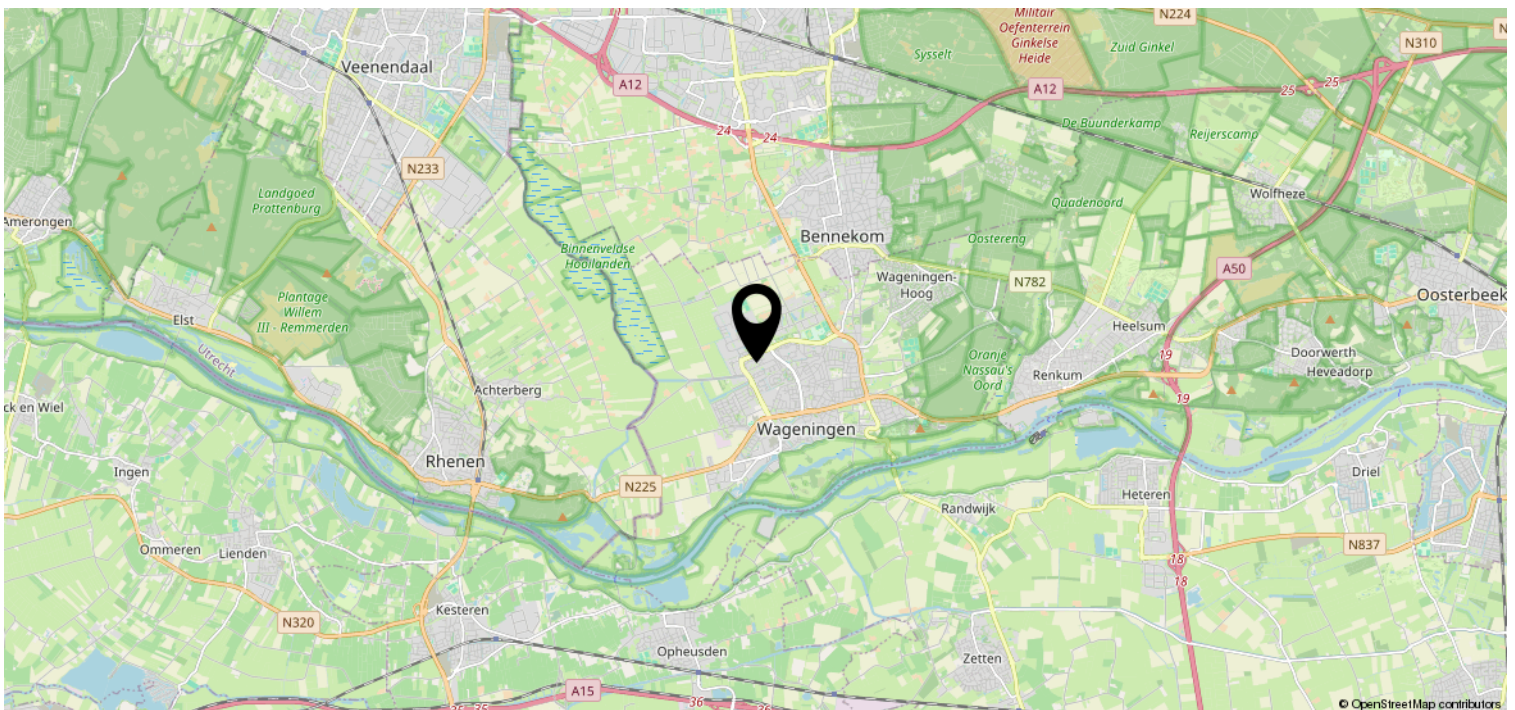 Militair
Oefenterrein
Ginkelse
Heide
N224
Zuid Ginkel
N310
N
Sysselt
Veenendaal
A12
A12
25
25
24
24
De Buunderkamp
Reijerscamp
N233
Landgoed
Prattenburg
Quadenoord
Wolfheze
Amerongen
Binnenveldse
Hooilanden
Bennekom
Oostereng
Wageningen-
Hoog
N782
A50
Oosterbeek
Plantage
Willem
III - Remmerden
Elst
Utrecht
Heelsum
19
Oranje
Nassau's
Oord
Doorwerth
Heveadorp
Renkum
Achterberg
19
ck en Wiel
Wageningen
Rhenen
Ingen
N225
Driel
Heteren
Randwijk
Ommeren
Lienden
N837
18
18
Kesteren
N320
Opheusden
Zetten
A15
35
35
36
36
© OpenStreetMap contributors